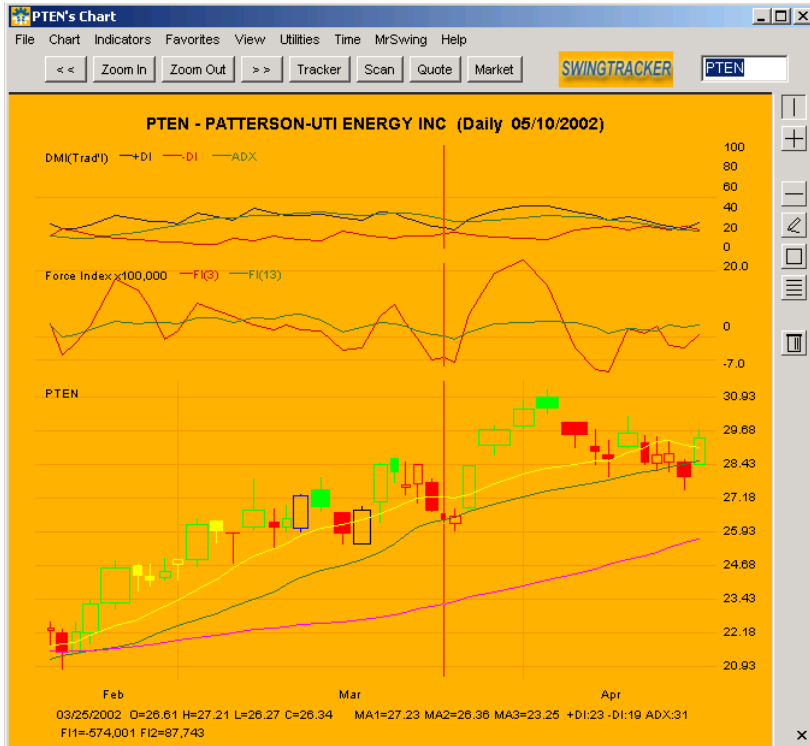 PTEN's Chart
File Chart Indicators Favorites View Utilities Time MrSwing Help
<< Zoom In Zoom Out >> Tracker Scan Quote Market SWINGTRACKER PTEN
PTEN - PATTERSON-UTI ENERGY INC (Daily 05/10/2002)
DMI(Trad'l) +DI -DI ADX
100
80
60
40
20
0
Force Index x100,000 FI(3) FI(13)
20.0
0
-7.0
PTEN
30.93
29.68
28.43
27.18
25.93
24.68
23.43
22.18
20.93
Feb Mar Apr
03/25/2002 O=26.61 H=27.21 L=26.27 C=26.34 MA1=27.23 MA2=26.36 MA3=23.25 +DI:23 -DI:19 ADX:31
FI1=-574,001 FI2=87,743